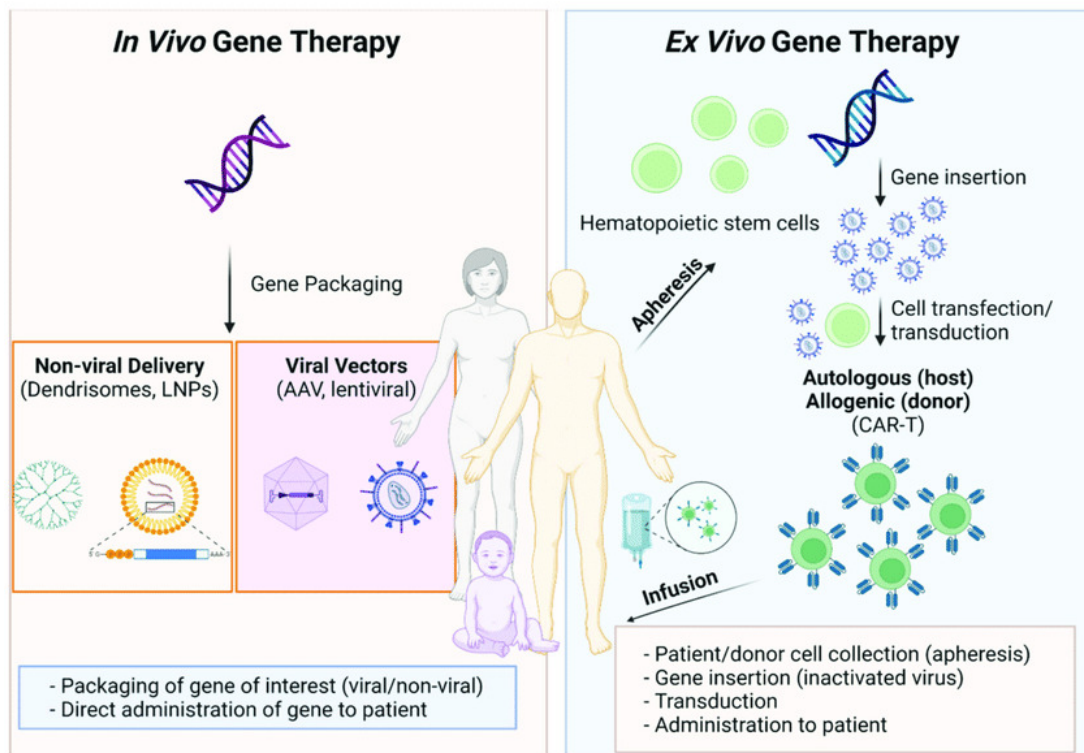 In Vivo Gene Therapy
Gene Packaging
Non-viral Delivery
(Dendrisomes, LNPs)
Viral Vectors
(AAV, lentiviral)
- Packaging of gene of interest (viral/non-viral)
- Direct administration of gene to patient
Ex Vivo Gene Therapy
Hematopoietic stem cells
Gene insertion
Apheresis
Cell transfection/
transduction
Autologous (host)
Allogenic (donor)
(CAR-T)
Infusion
- Patient/donor cell collection (apheresis)
- Gene insertion (inactivated virus)
- Transduction
- Administration to patient